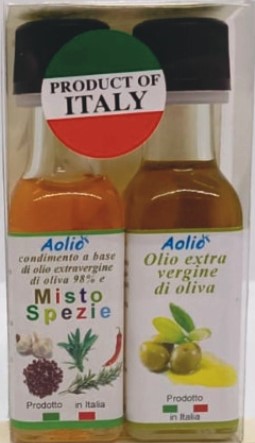 PRODUCT OF
ITALY
Aolio
condimento a base
di olio extravergine
di oliva 98% e
Misto
Spezie
Prodotto in Italia
Aolio
Olio extra
vergine
di oliva
Prodotto in Italia